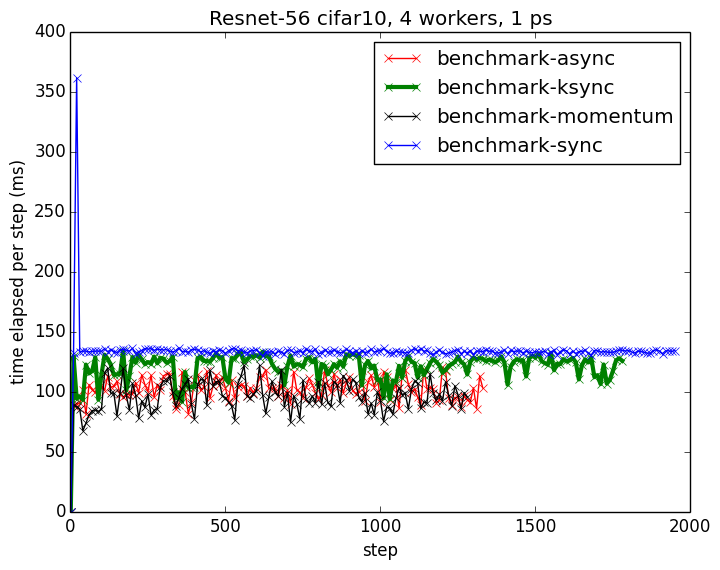 Resnet-56 cifar10, 4 workers, 1 ps
400
350
300
250
200
150
100
50
0
time elapsed per step (ms)
benchmark-async
benchmark-ksync
benchmark-momentum
benchmark-sync
0 500 1000 1500 2000
step